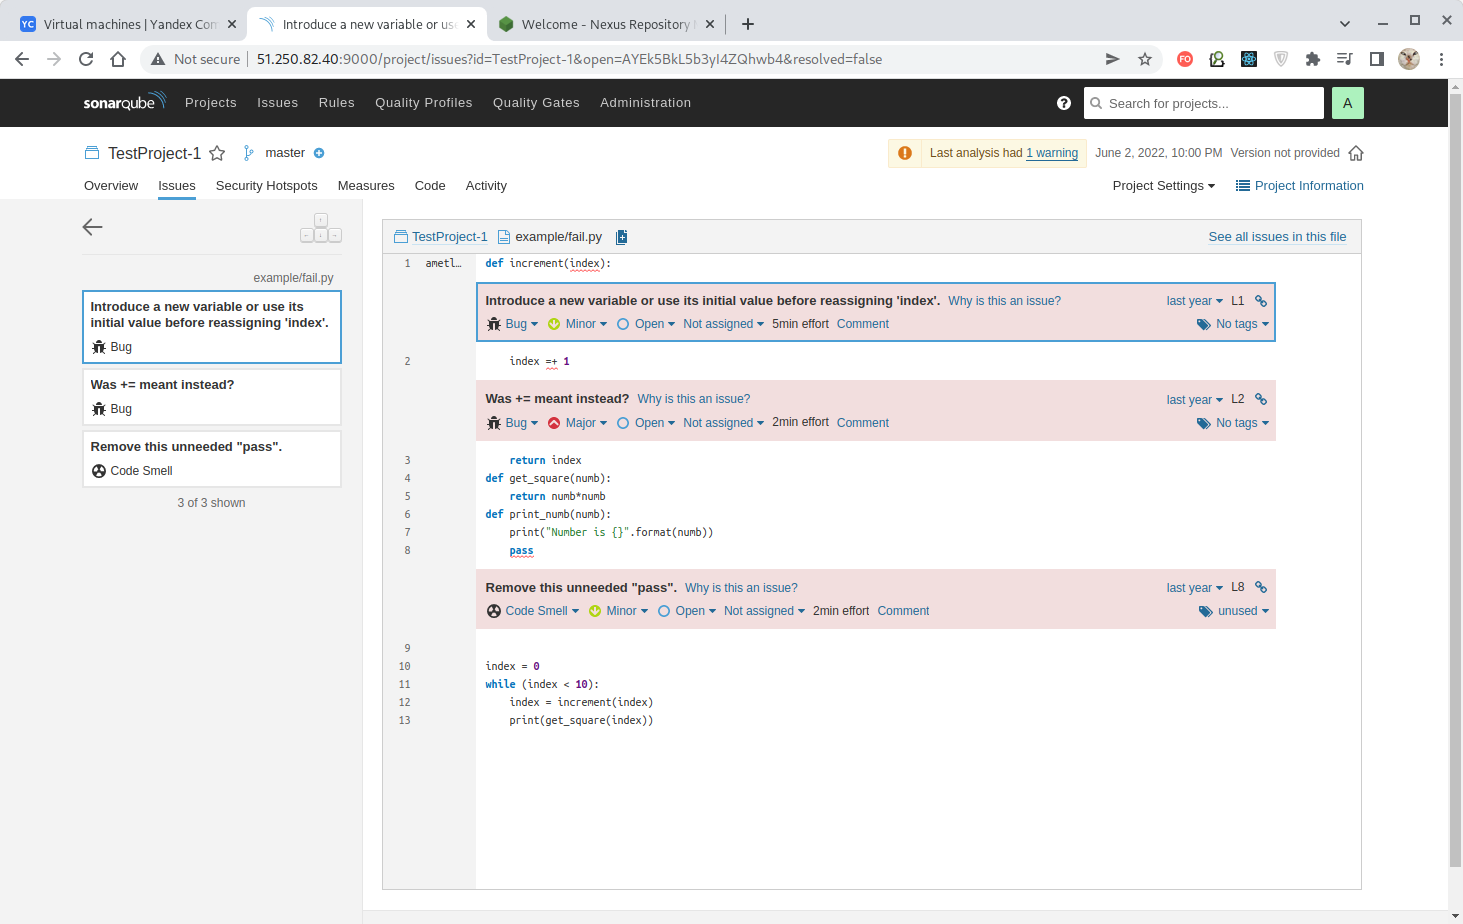 YC Virtual machines | Yandex Com
Introduce a new variable or use
Welcome - Nexus Repository
Not secure
51.250.82.40:9000/project/issues?id=TestProject-1&open=AYEk5BkL5b3yI4ZQhwb4&resolved=false
FO
sonarqube Projects Issues Rules Quality Profiles Quality Gates Administration
Search for projects...
A
TestProject-1 master
Last analysis had 1 warning June 2, 2022, 10:00 PM Version not provided
Overview Issues Security Hotspots Measures Code Activity
Project Settings Project Information
example/fail.py
Introduce a new variable or use its
initial value before reassigning 'index'.
Bug
Was += meant instead?
Bug
Remove this unneeded "pass".
Code Smell
3 of 3 shown
TestProject-1 example/fail.py See all issues in this file
1 ametl… def increment(index):
Introduce a new variable or use its initial value before reassigning 'index'. Why is this an issue? last year L1
Bug Minor Open Not assigned 5min effort Comment No tags
2 index =+ 1
Was += meant instead? Why is this an issue? last year L2
Bug Major Open Not assigned 2min effort Comment No tags
3 return index
4 def get_square(numb):
5 return numb*numb
6 def print_numb(numb):
7 print("Number is {}".format(numb))
8 pass
Remove this unneeded "pass". Why is this an issue? last year L8
Code Smell Minor Open Not assigned 2min effort Comment unused
9
10 index = 0
11 while (index < 10):
12 index = increment(index)
13 print(get_square(index))